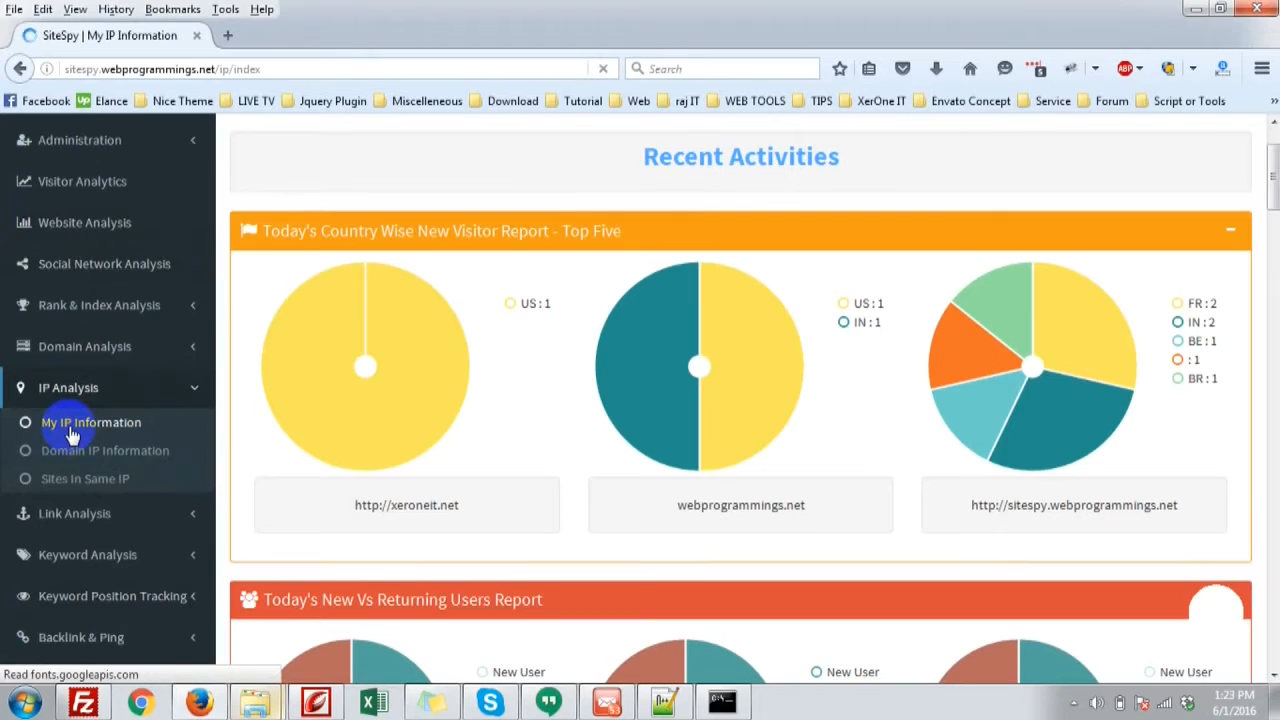 File Edit View History Bookmarks Tools Help
SiteSpy | My IP Information
sitespy.webprogrammings.net/ip/index
Search
5
ABP
Facebook Up Elance Nice Theme LIVE TV Jquery Plugin Miscelleneous Download Tutorial Web raj IT WEB TOOLS TIPS XerOne IT Envato Concept Service Forum Script or Tools
Administration
Visitor Analytics
Website Analysis
Social Network Analysis
Rank & Index Analysis
Domain Analysis
IP Analysis
My IP Information
Domain IP Information
Sites In Same IP
Link Analysis
Keyword Analysis
Keyword Position Tracking
Backlink & Ping
Recent Activities
Today's Country Wise New Visitor Report - Top Five
US : 1
US : 1
IN : 1
FR : 2
IN : 2
BE : 1
: 1
BR : 1
http://xeroneit.net
webprogrammings.net
http://sitespy.webprogrammings.net
Today's New Vs Returning Users Report
New User
New User
New User
Read fonts.googleapis.com
1:23 PM
6/1/2016